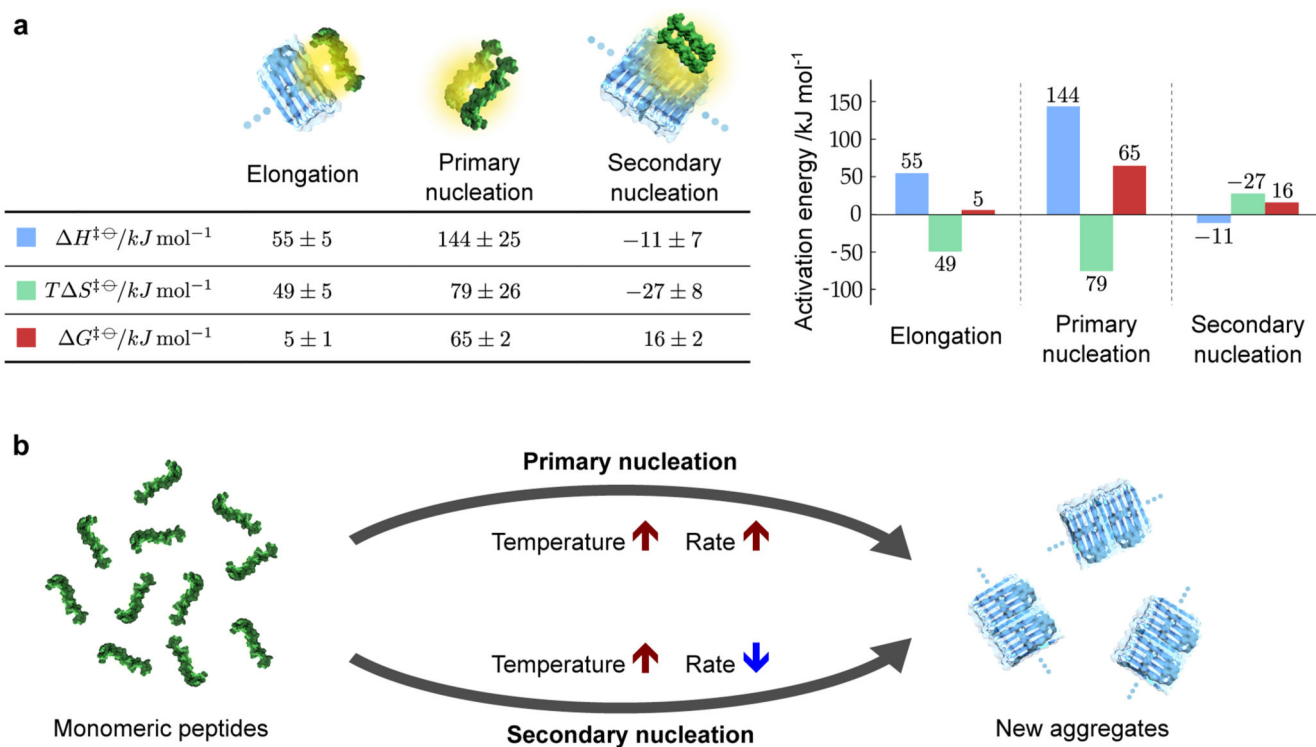 a
Elongation
Primary
nucleation
Secondary
nucleation
ΔH‡⊖/kJ mol⁻¹ 55 ± 5 144 ± 25 −11 ± 7
TΔS‡⊖/kJ mol⁻¹ 49 ± 5 79 ± 26 −27 ± 8
ΔG‡⊖/kJ mol⁻¹ 5 ± 1 65 ± 2 16 ± 2
Activation energy /kJ mol⁻¹
150
100
50
0
-50
-100
55
49
5
144
79
65
−11
−27
16
Elongation
Primary
nucleation
Secondary
nucleation
b
Primary nucleation
Temperature ↑ Rate ↑
Temperature ↑ Rate ↓
Secondary nucleation
Monomeric peptides
New aggregates